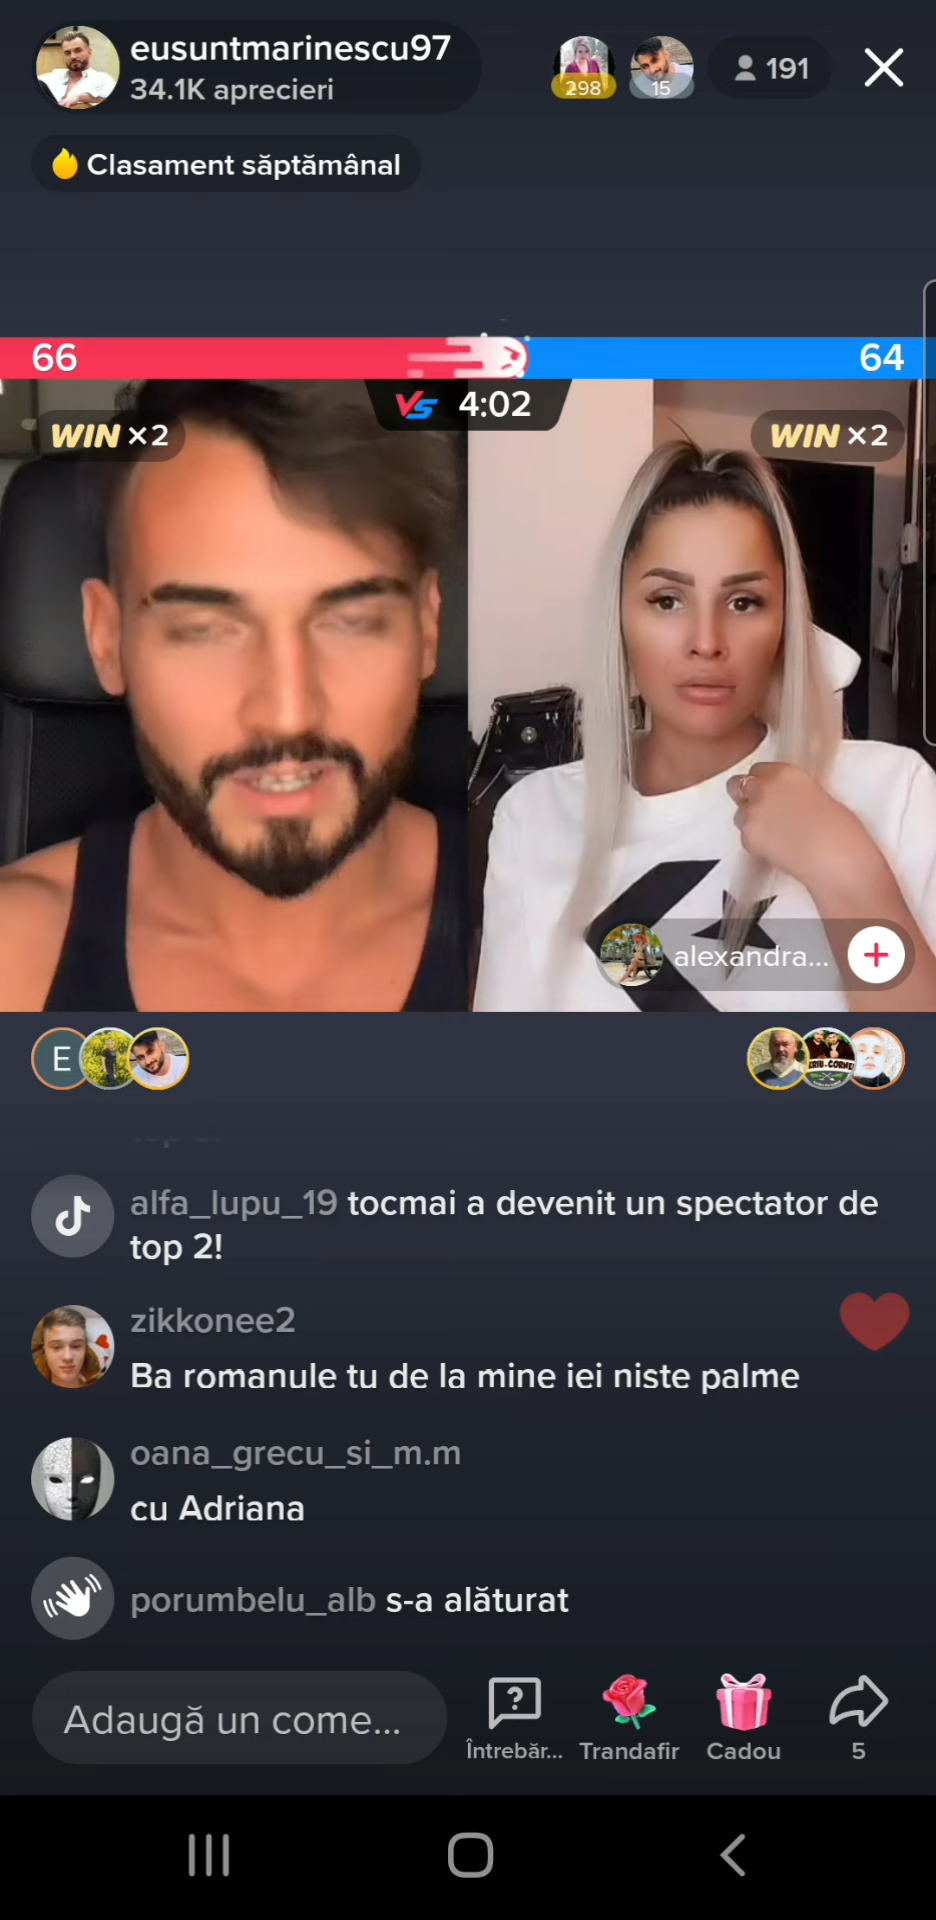 eusuntmarinescu97
34.1K aprecieri
298
15
191
Clasament săptămânal
66
64
VS 4:02
WIN ×2
WIN ×2
alexandra...
E
alfa_lupu_19 tocmai a devenit un spectator de
top 2!
zikkonee2
Ba romanule tu de la mine iei niste palme
oana_grecu_si_m.m
cu Adriana
porumbelu_alb s-a alăturat
Adaugă un come...
Întrebăr...
Trandafir
Cadou
5